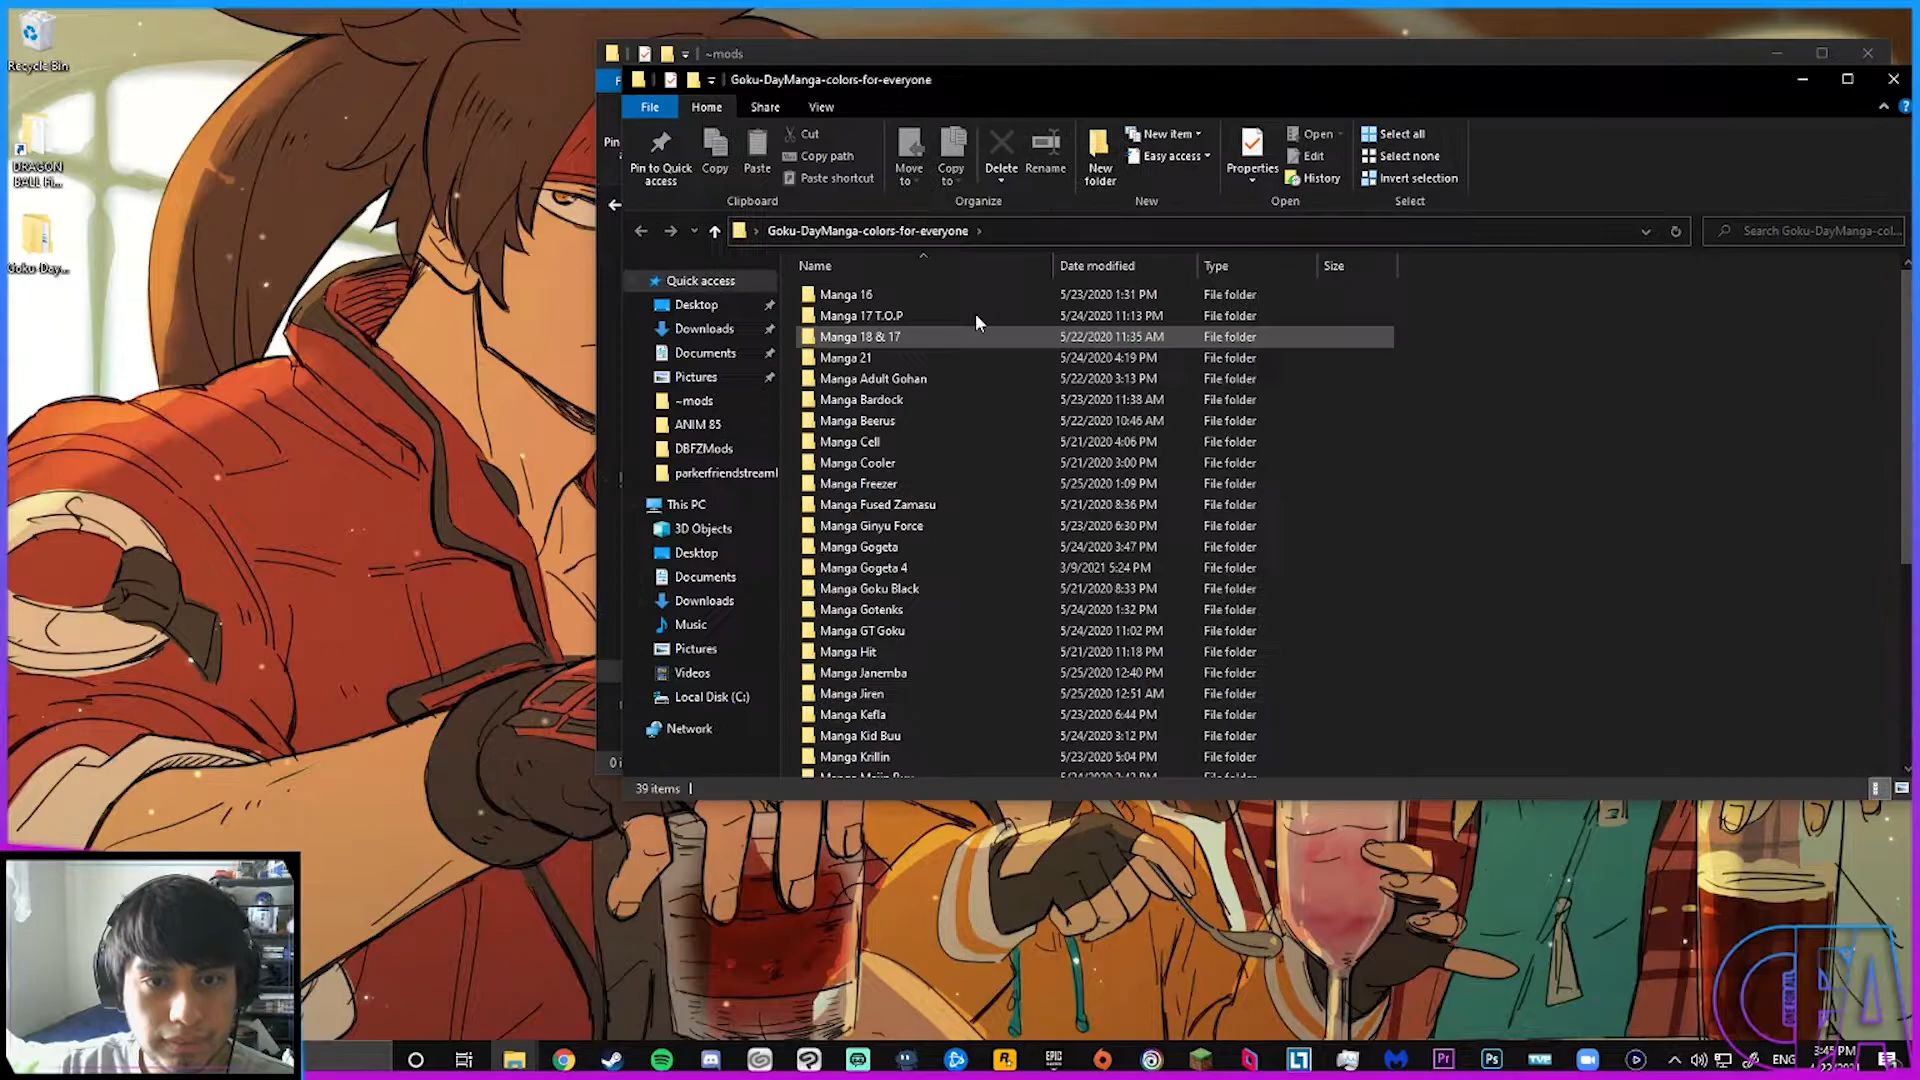 Recycle Bin
DRAGON
BALL Fi...
Goku-Day...
~mods
Goku-DayManga-colors-for-everyone
File
Home
Share
View
Pin to Quick
access
Copy
Paste
Cut
Copy path
Paste shortcut
Clipboard
Move
to
Copy
to
Delete
Rename
Organize
New
folder
New item
Easy access
New
Properties
Open
Edit
History
Open
Select all
Select none
Invert selection
Select
Goku-DayManga-colors-for-everyone
Search Goku-DayManga-col...
Quick access
Desktop
Downloads
Documents
Pictures
~mods
ANIM 85
DBFZMods
parkerfriendstreaml
This PC
3D Objects
Desktop
Documents
Downloads
Music
Pictures
Videos
Local Disk (C:)
Network
Name Date modified Type Size
Manga 16 5/23/2020 1:31 PM File folder
Manga 17 T.O.P 5/24/2020 11:13 PM File folder
Manga 18 & 17 5/22/2020 11:35 AM File folder
Manga 21 5/24/2020 4:19 PM File folder
Manga Adult Gohan 5/22/2020 3:13 PM File folder
Manga Bardock 5/23/2020 11:38 AM File folder
Manga Beerus 5/22/2020 10:46 AM File folder
Manga Cell 5/21/2020 4:06 PM File folder
Manga Cooler 5/21/2020 3:00 PM File folder
Manga Freezer 5/25/2020 1:09 PM File folder
Manga Fused Zamasu 5/21/2020 8:36 PM File folder
Manga Ginyu Force 5/23/2020 6:30 PM File folder
Manga Gogeta 5/24/2020 3:47 PM File folder
Manga Gogeta 4 3/9/2021 5:24 PM File folder
Manga Goku Black 5/21/2020 8:33 PM File folder
Manga Gotenks 5/24/2020 1:32 PM File folder
Manga GT Goku 5/24/2020 11:02 PM File folder
Manga Hit 5/21/2020 11:18 PM File folder
Manga Janemba 5/25/2020 12:40 PM File folder
Manga Jiren 5/25/2020 12:51 AM File folder
Manga Kefla 5/23/2020 6:44 PM File folder
Manga Kid Buu 5/24/2020 3:12 PM File folder
Manga Krillin 5/23/2020 5:04 PM File folder
39 items
ONE FOR ALL
ENG
3:45 PM